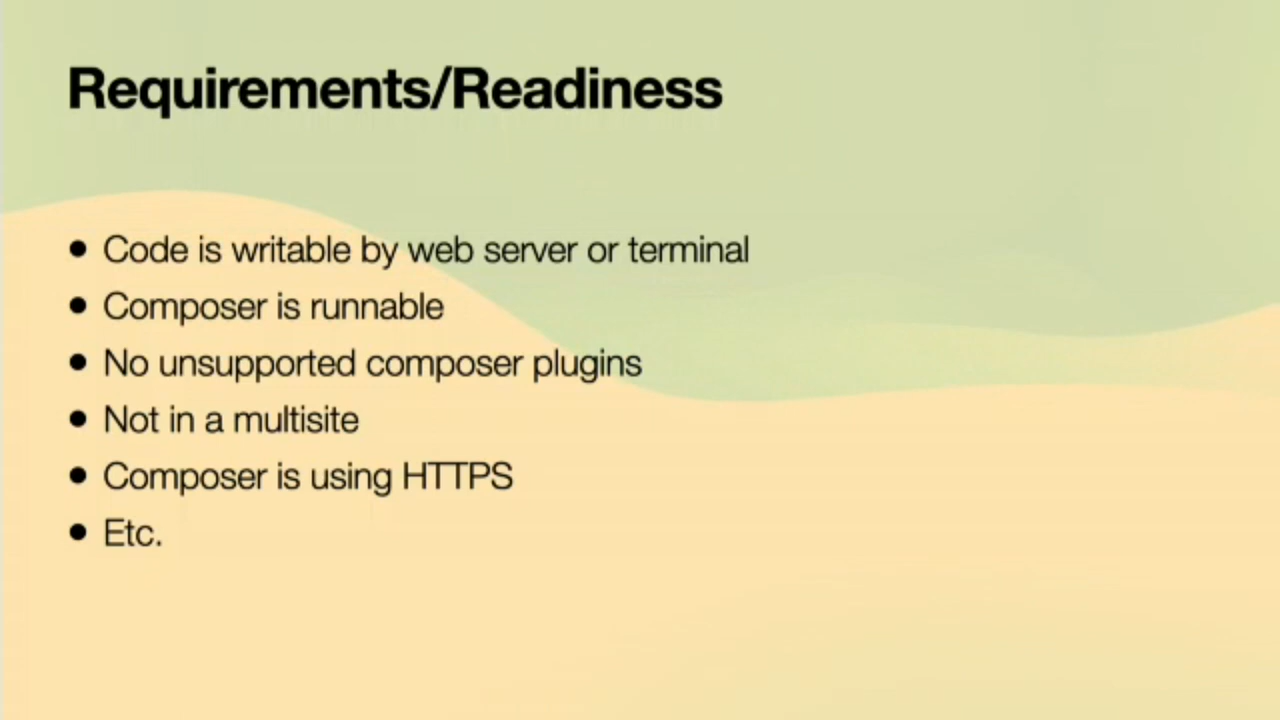 Requirements/Readiness
• Code is writable by web server or terminal
• Composer is runnable
• No unsupported composer plugins
• Not in a multisite
• Composer is using HTTPS
• Etc.